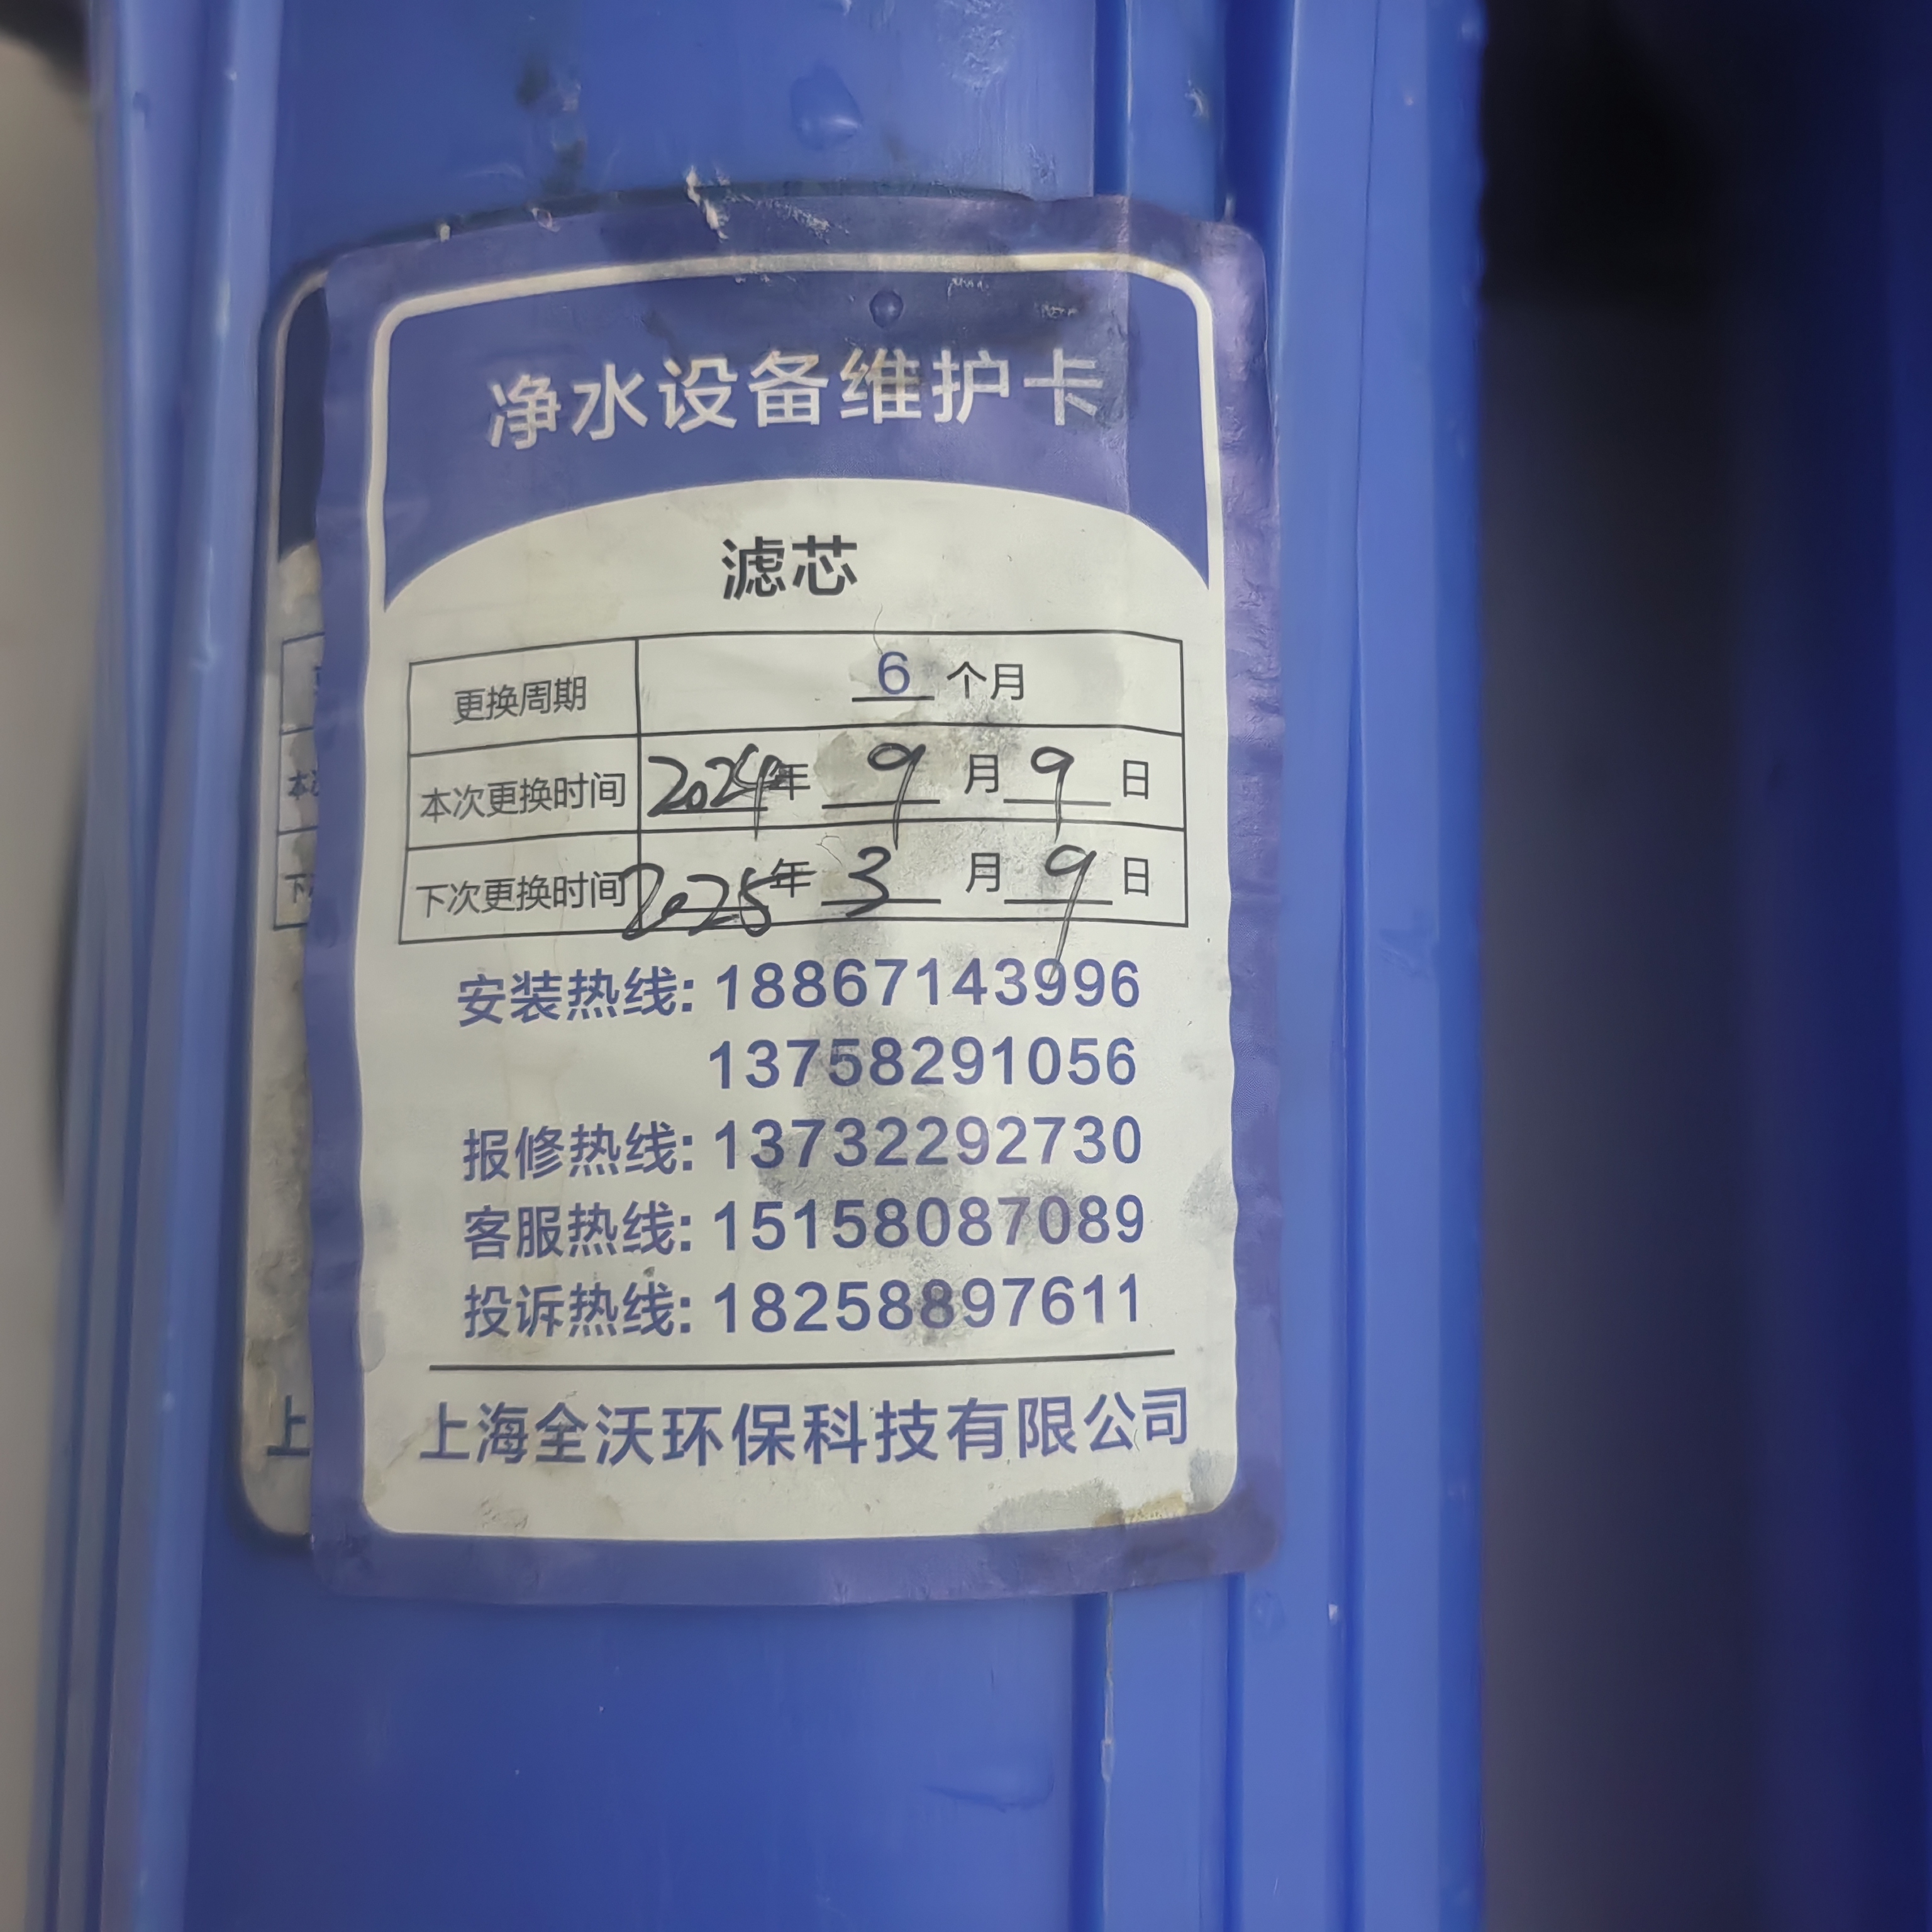 净水设备维护卡
滤芯
更换周期 6 个月
本次更换时间 2024年 9 月 9 日
下次更换时间 2025年 3 月 9 日
安装热线: 18867143996
13758291056
报修热线: 13732292730
客服热线: 15158087089
投诉热线: 18258897611
上海全沃环保科技有限公司
本
下
上